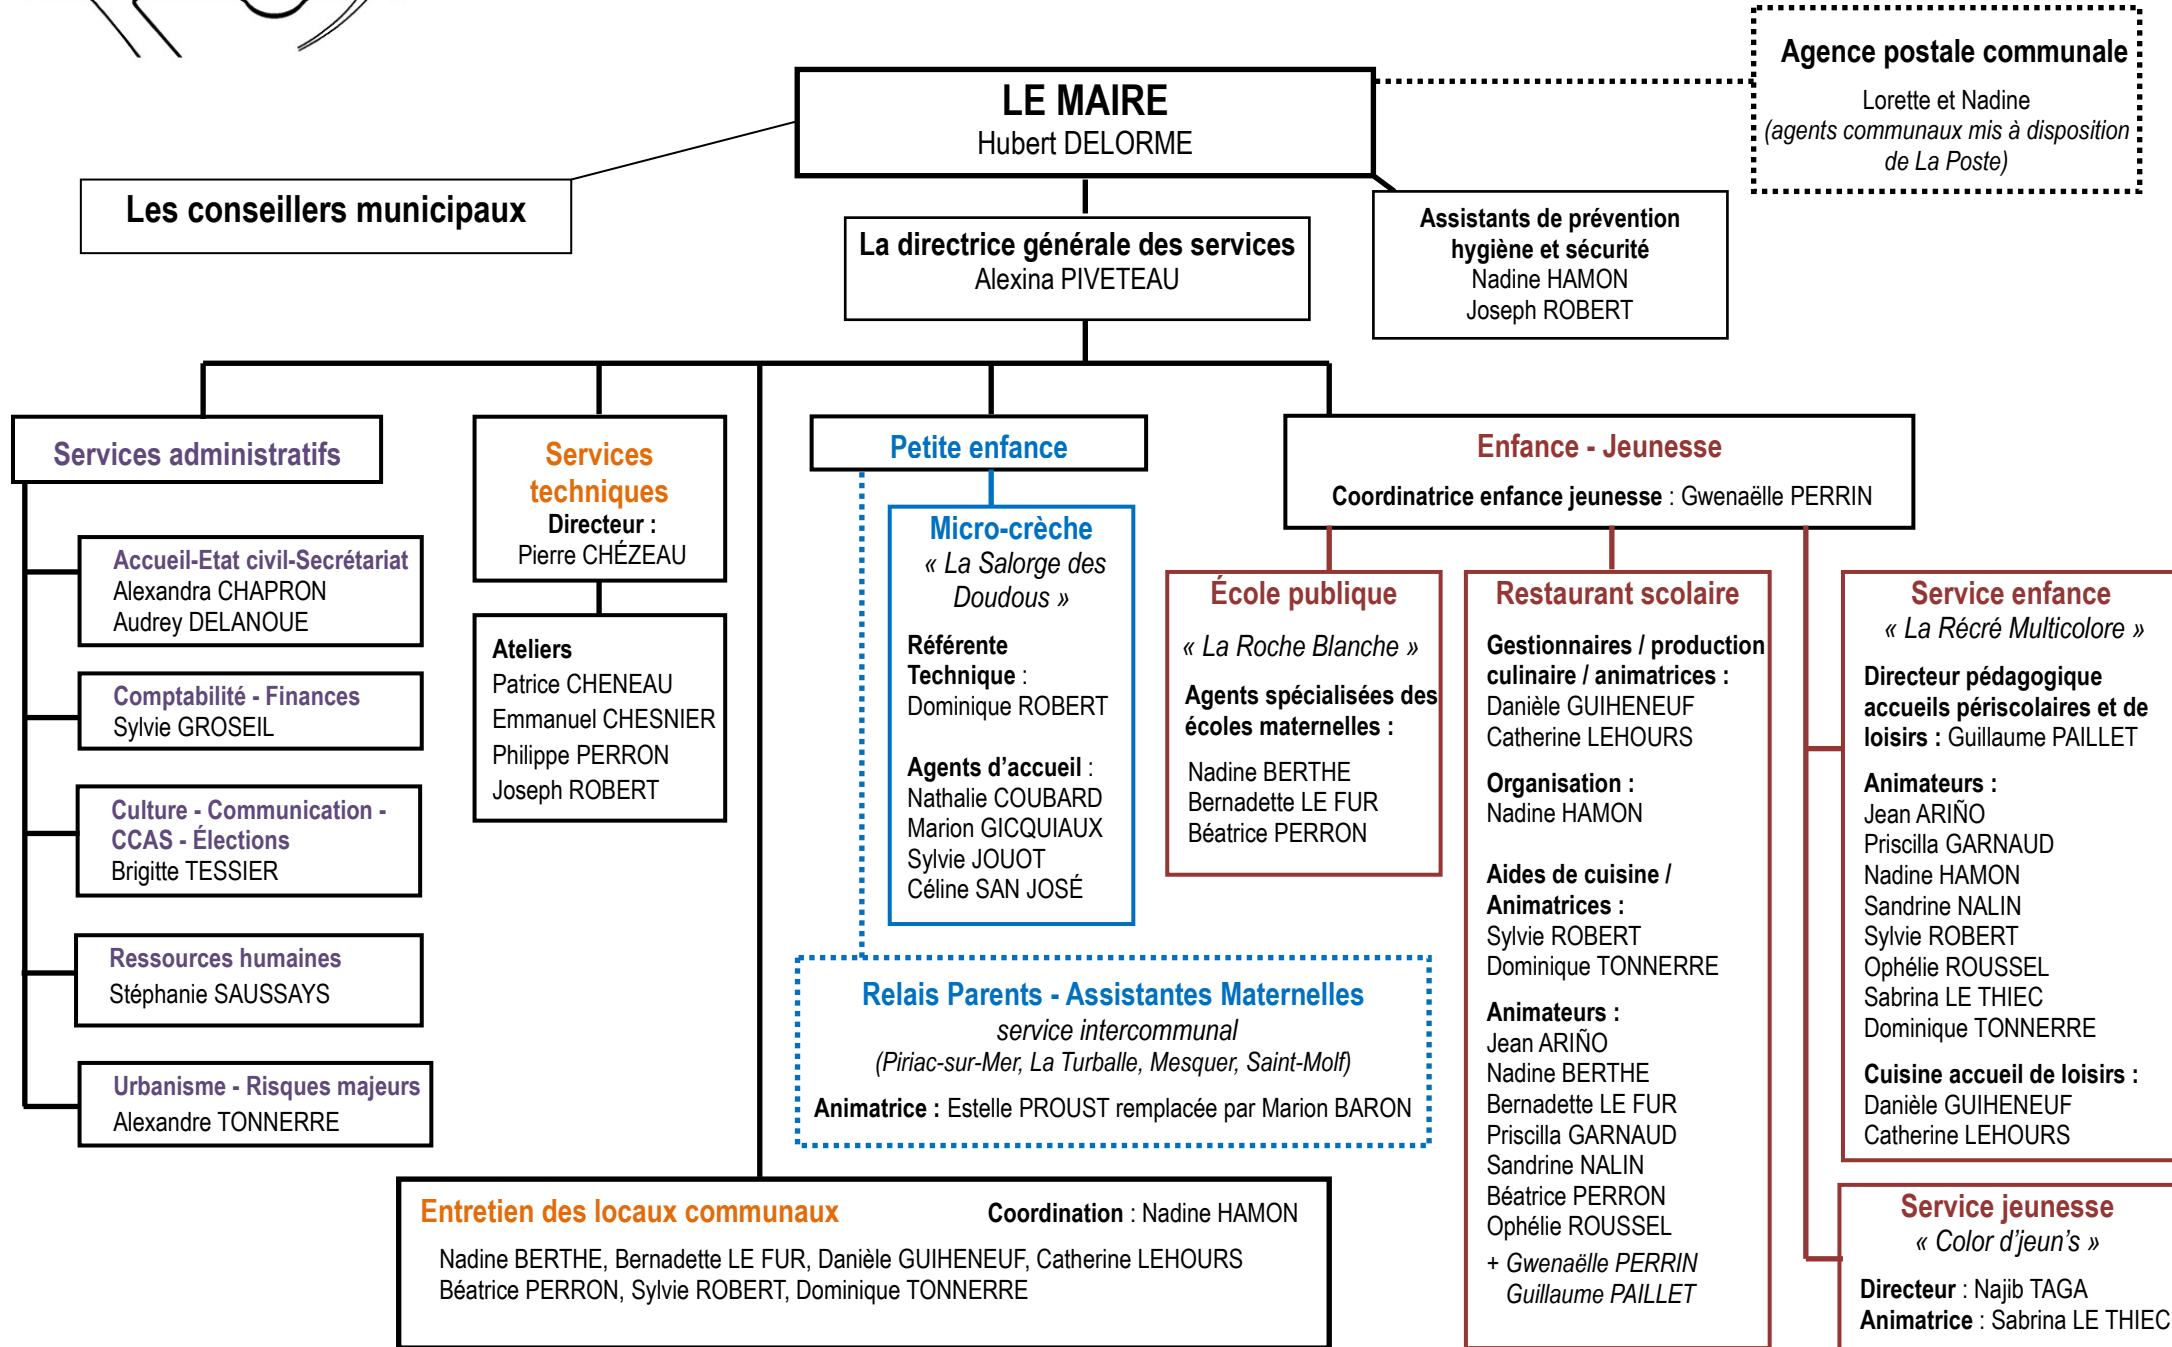 Agence postale communale
Lorette et Nadine
(agents communaux mis à disposition
de La Poste)
LE MAIRE
Hubert DELORME
Les conseillers municipaux
La directrice générale des services
Alexina PIVETEAU
Assistants de prévention
hygiène et sécurité
Nadine HAMON
Joseph ROBERT
Services administratifs
Accueil-Etat civil-Secrétariat
Alexandra CHAPRON
Audrey DELANOUE
Comptabilité - Finances
Sylvie GROSEIL
Culture - Communication -
CCAS - Élections
Brigitte TESSIER
Ressources humaines
Stéphanie SAUSSAYS
Urbanisme - Risques majeurs
Alexandre TONNERRE
Services
techniques
Directeur :
Pierre CHÉZEAU
Ateliers
Patrice CHENEAU
Emmanuel CHESNIER
Philippe PERRON
Joseph ROBERT
Petite enfance
Micro-crèche
« La Salorge des
Doudous »
Référente
Technique :
Dominique ROBERT
Agents d’accueil :
Nathalie COUBARD
Marion GICQUIAUX
Sylvie JOUOT
Céline SAN JOSÉ
Relais Parents - Assistantes Maternelles
service intercommunal
(Piriac-sur-Mer, La Turballe, Mesquer, Saint-Molf)
Animatrice : Estelle PROUST remplacée par Marion BARON
Enfance - Jeunesse
Coordinatrice enfance jeunesse : Gwenaëlle PERRIN
École publique
« La Roche Blanche »
Agents spécialisées des
écoles maternelles :
Nadine BERTHE
Bernadette LE FUR
Béatrice PERRON
Restaurant scolaire
Gestionnaires / production
culinaire / animatrices :
Danièle GUIHENEUF
Catherine LEHOURS
Organisation :
Nadine HAMON
Aides de cuisine /
Animatrices :
Sylvie ROBERT
Dominique TONNERRE
Animateurs :
Jean ARIÑO
Nadine BERTHE
Bernadette LE FUR
Priscilla GARNAUD
Sandrine NALIN
Béatrice PERRON
Ophélie ROUSSEL
+ Gwenaëlle PERRIN
Guillaume PAILLET
Service enfance
« La Récré Multicolore »
Directeur pédagogique
accueils périscolaires et de
loisirs : Guillaume PAILLET
Animateurs :
Jean ARIÑO
Priscilla GARNAUD
Nadine HAMON
Sandrine NALIN
Sylvie ROBERT
Ophélie ROUSSEL
Sabrina LE THIEC
Dominique TONNERRE
Cuisine accueil de loisirs :
Danièle GUIHENEUF
Catherine LEHOURS
Service jeunesse
« Color d’jeun’s »
Directeur : Najib TAGA
Animatrice : Sabrina LE THIEC
Entretien des locaux communaux Coordination : Nadine HAMON
Nadine BERTHE, Bernadette LE FUR, Danièle GUIHENEUF, Catherine LEHOURS
Béatrice PERRON, Sylvie ROBERT, Dominique TONNERRE